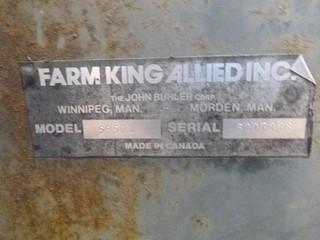 FARM KING ALLIED INC.
THE JOHN BUHLER CORP.
WINNIPEG, MAN. - MORDEN, MAN.
MODEL SERIAL
MADE IN CANADA